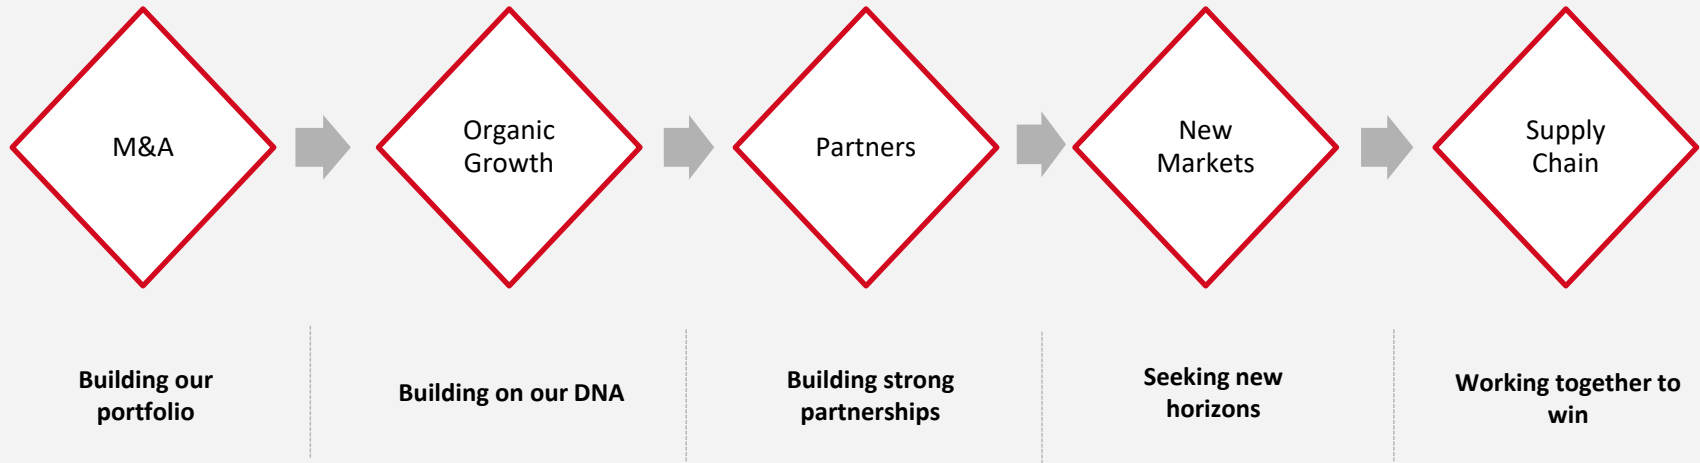 M&A
Organic
Growth
Partners
New
Markets
Supply
Chain
Building our
portfolio
Building on our DNA
Building strong
partnerships
Seeking new
horizons
Working together to
win